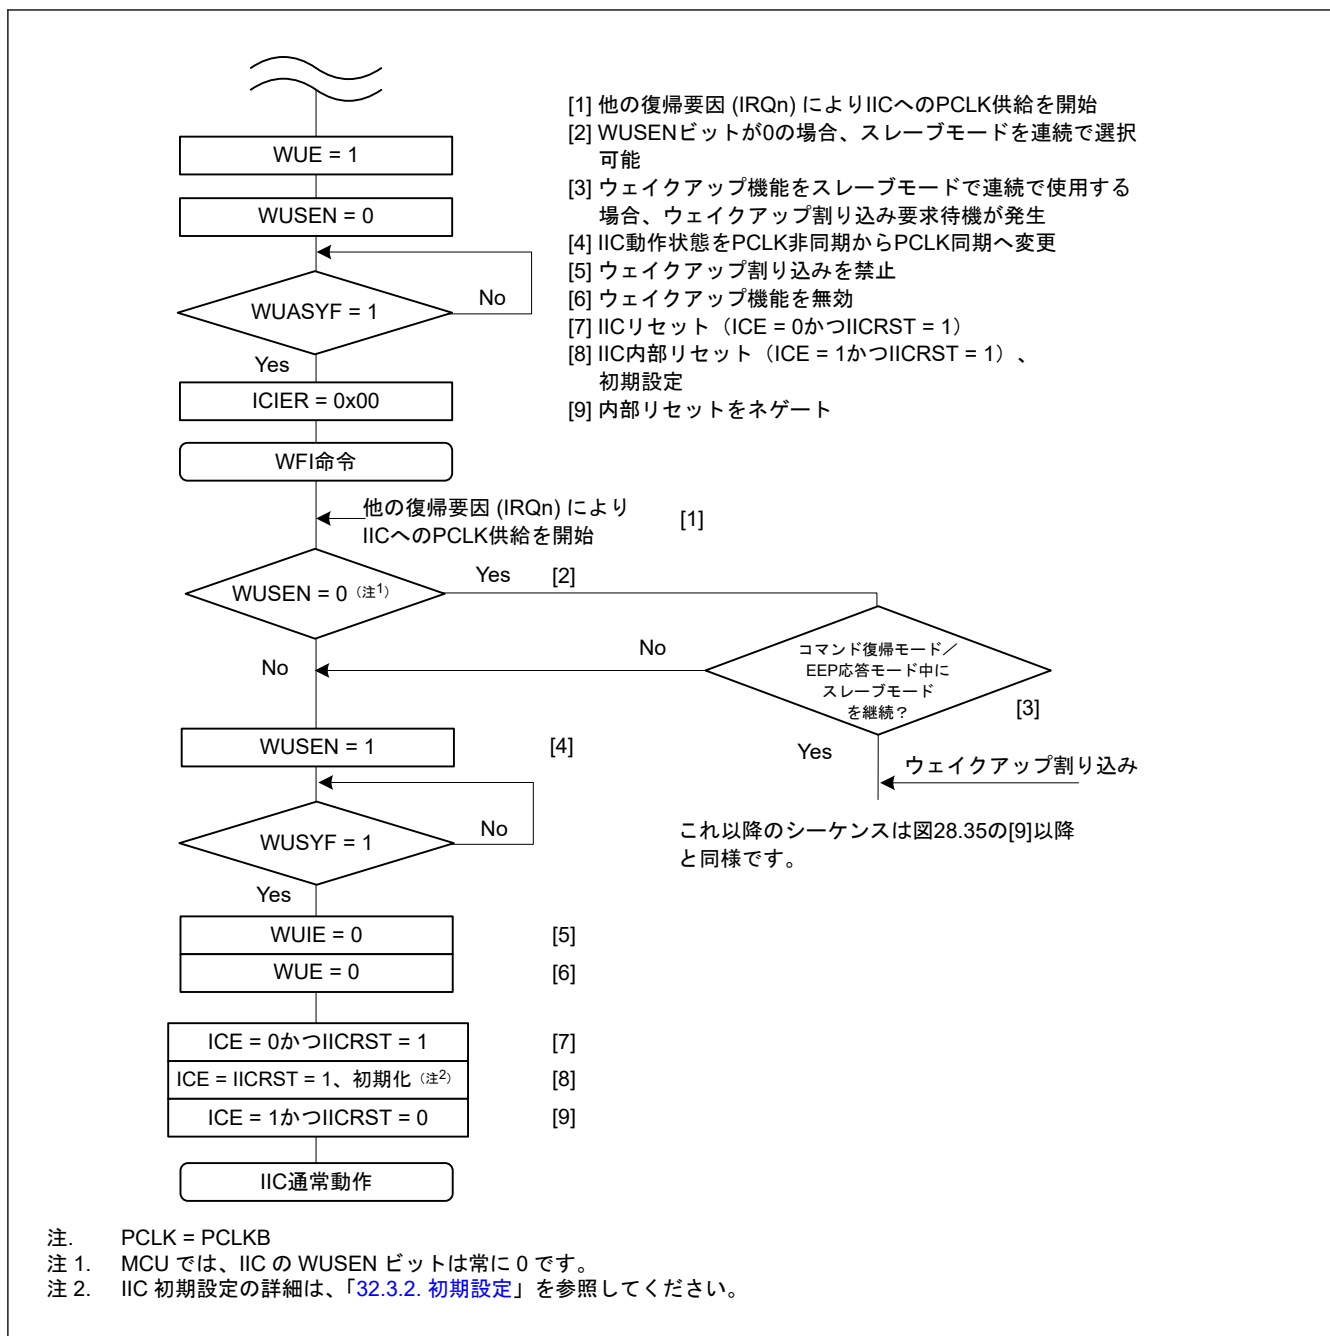 WUE = 1
WUSEN = 0
WUASYF = 1
No
Yes
ICIER = 0x00
WFI命令
[1] 他の復帰要因 (IRQn) によりIICへのPCLK供給を開始
[2] WUSENビットが0の場合、スレーブモードを連続で選択
可能
[3] ウェイクアップ機能をスレーブモードで連続で使用する
場合、ウェイクアップ割り込み要求待機が発生
[4] IIC動作状態をPCLK非同期からPCLK同期へ変更
[5] ウェイクアップ割り込みを禁止
[6] ウェイクアップ機能を無効
[7] IICリセット（ICE = 0かつIICRST = 1）
[8] IIC内部リセット（ICE = 1かつIICRST = 1）、
初期設定
[9] 内部リセットをネゲート
他の復帰要因 (IRQn) により
IICへのPCLK供給を開始
[1]
WUSEN = 0（注1）
Yes
[2]
No
No
コマンド復帰モード／
EEP応答モード中に
スレーブモード
を継続？
[3]
Yes
ウェイクアップ割り込み
これ以降のシーケンスは図28.35の[9]以降
と同様です。
WUSEN = 1
[4]
WUSYF = 1
No
Yes
WUIE = 0
[5]
WUE = 0
[6]
ICE = 0かつIICRST = 1
[7]
ICE = IICRST = 1、初期化（注2）
[8]
ICE = 1かつIICRST = 0
[9]
IIC通常動作
注. PCLK = PCLKB
注 1. MCU では、IIC の WUSEN ビットは常に 0 です。
注 2. IIC 初期設定の詳細は、「32.3.2. 初期設定」を参照してください。